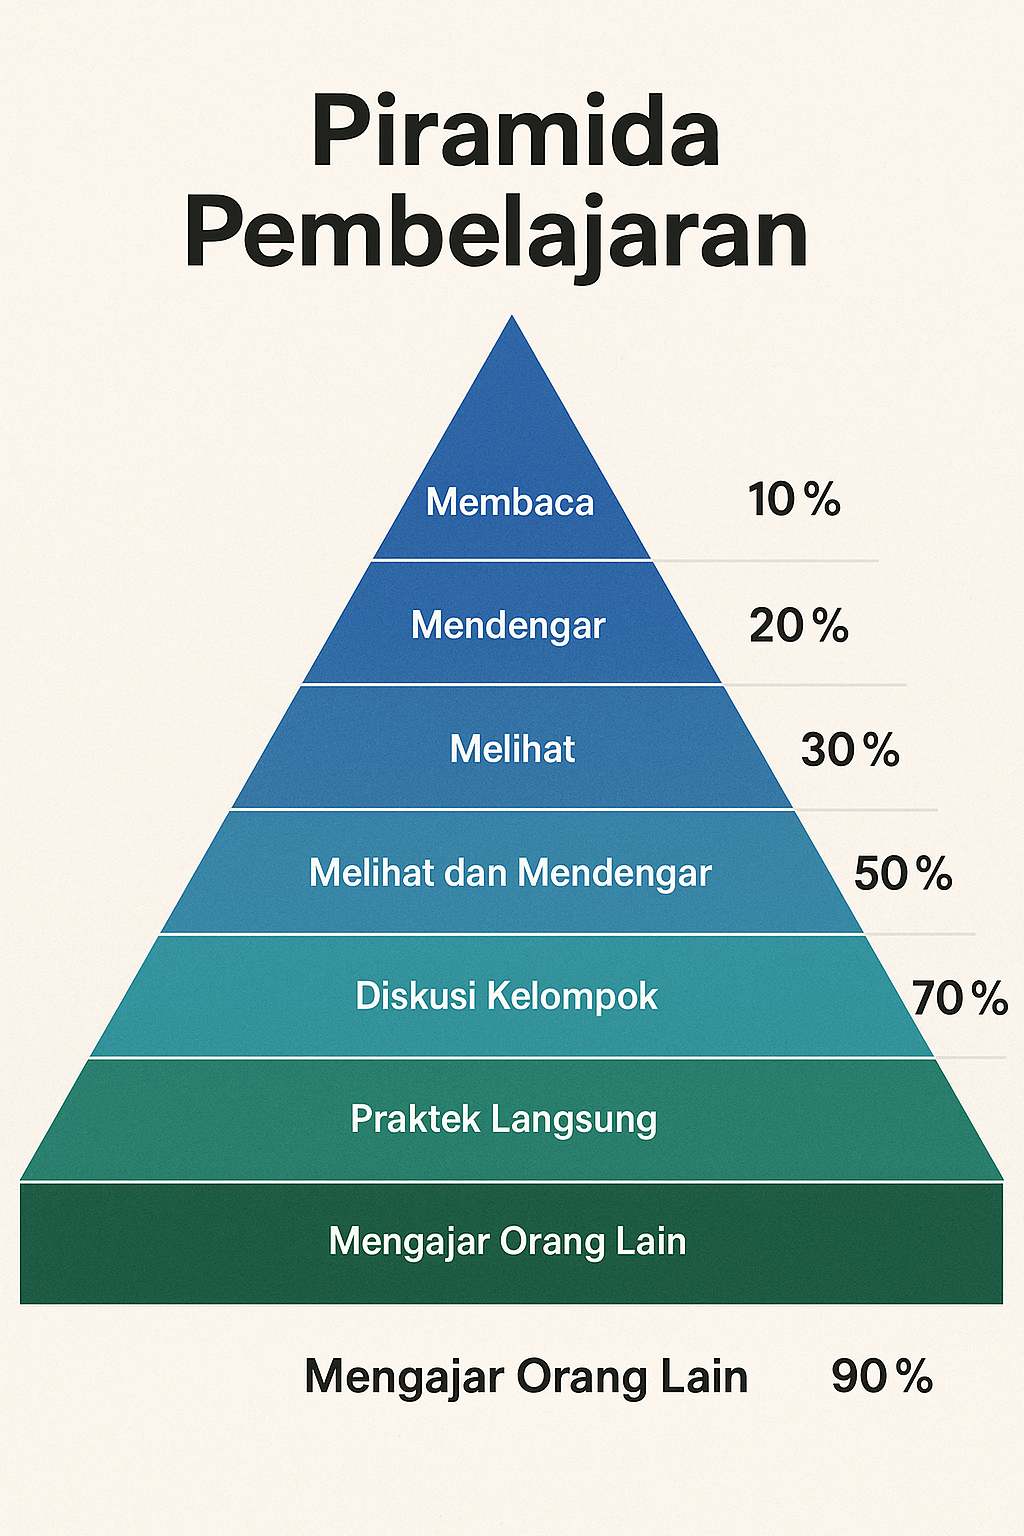 Piramida
Pembelajaran
Membaca 10 %
Mendengar 20 %
Melihat 30 %
Melihat dan Mendengar 50 %
Diskusi Kelompok 70 %
Praktek Langsung
Mengajar Orang Lain
Mengajar Orang Lain 90 %